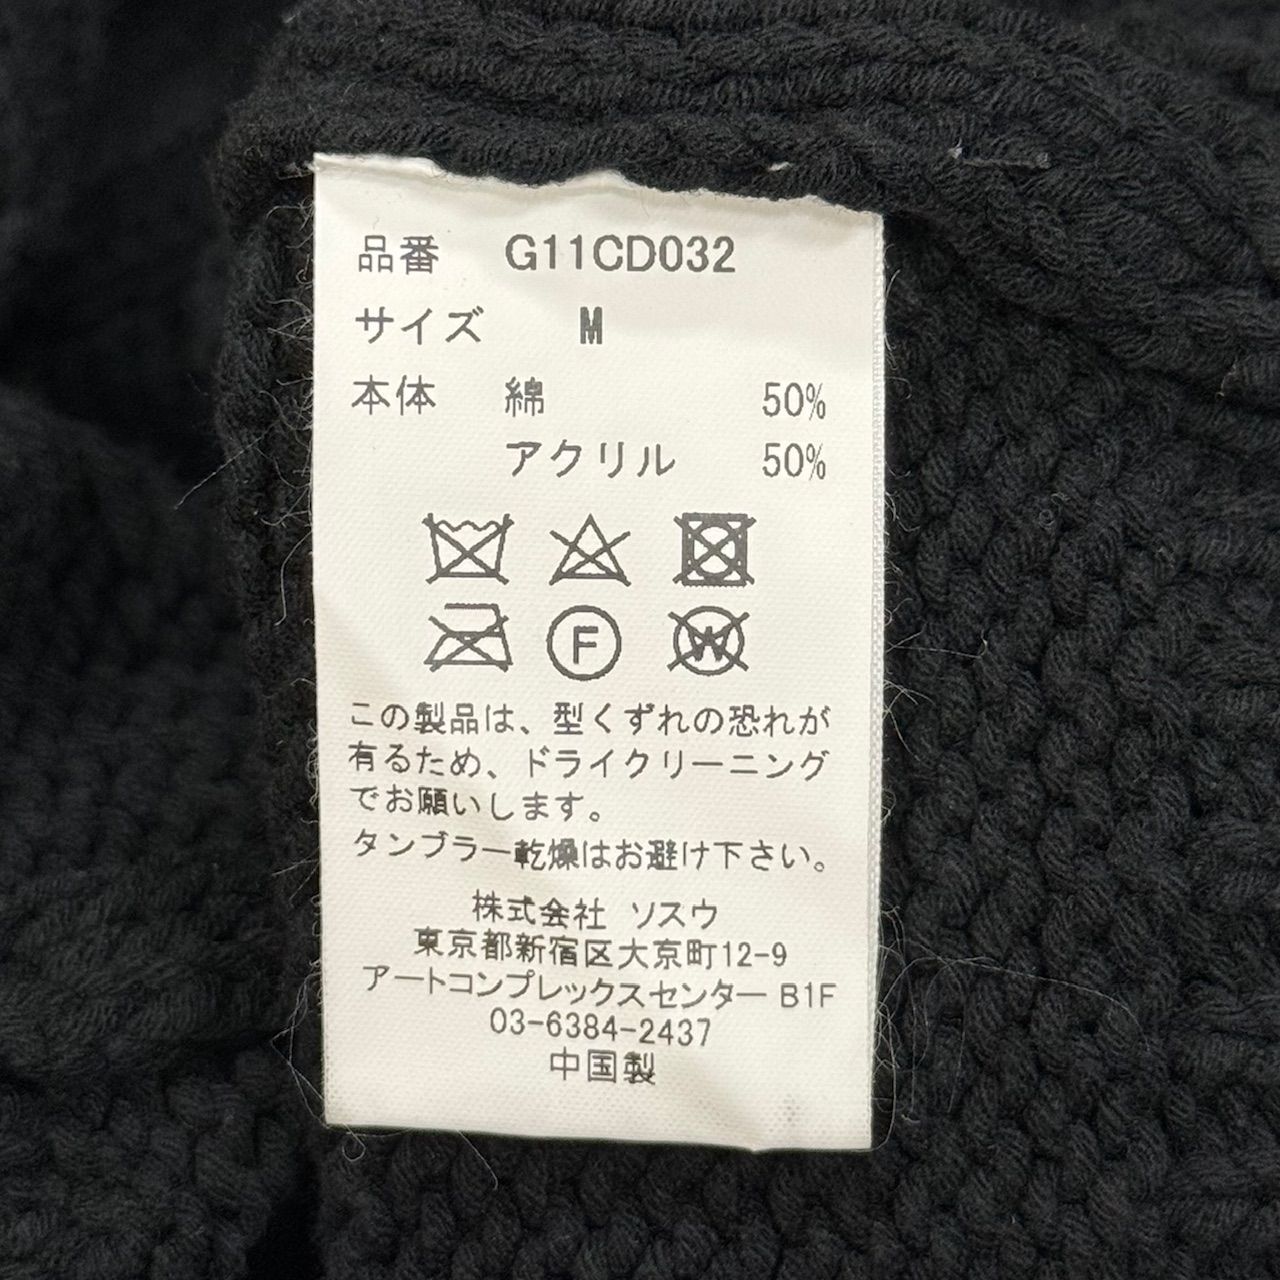 品番 G11CD032
サイズ M
本体 綿 50%
アクリル 50%
F W
この製品は、型くずれの恐れが
有るため、ドライクリーニング
でお願いします。
タンブラー乾燥はお避け下さい。
株式会社 ソスウ
東京都新宿区大京町12-9
アートコンプレックスセンター B1F
03-6384-2437
中国製